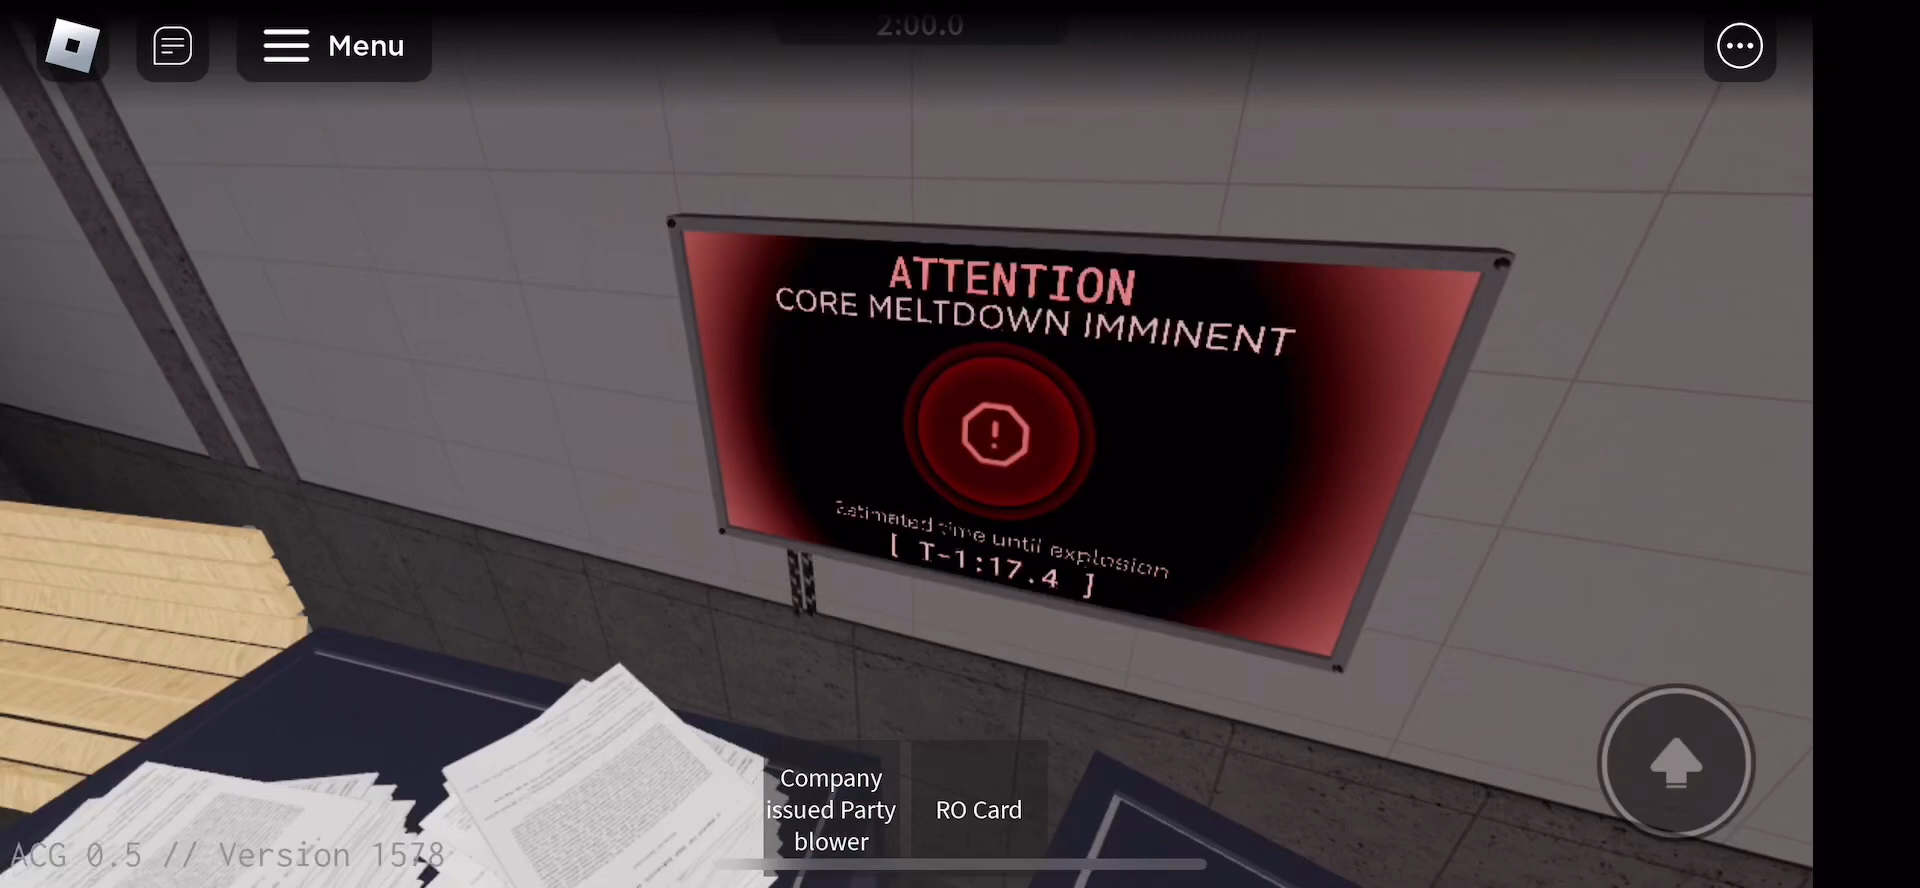 2:00.0
Menu
ATTENTION
CORE MELTDOWN IMMINENT
!
Estimated time until explosion
[ T-1:17.4 ]
Company
issued Party
blower
RO Card
ACG 0.5 // Version 1578